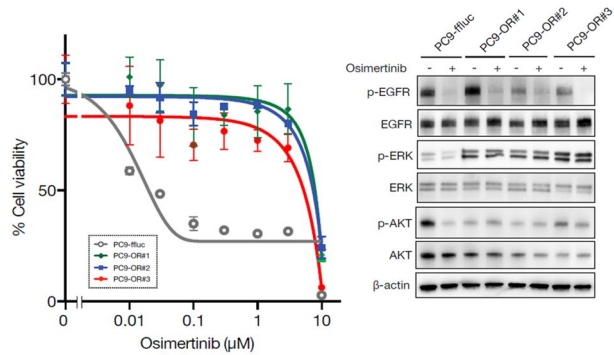 % Cell viability
100
50
0
0
0.01
0.1
1
10
Osimertinib (μM)
PC9-ffluc
PC9-OR#1
PC9-OR#2
PC9-OR#3
PC9-ffluc PC9-OR#1 PC9-OR#2 PC9-OR#3
Osimertinib - + - + - + - +
p-EGFR
EGFR
p-ERK
ERK
p-AKT
AKT
β-actin